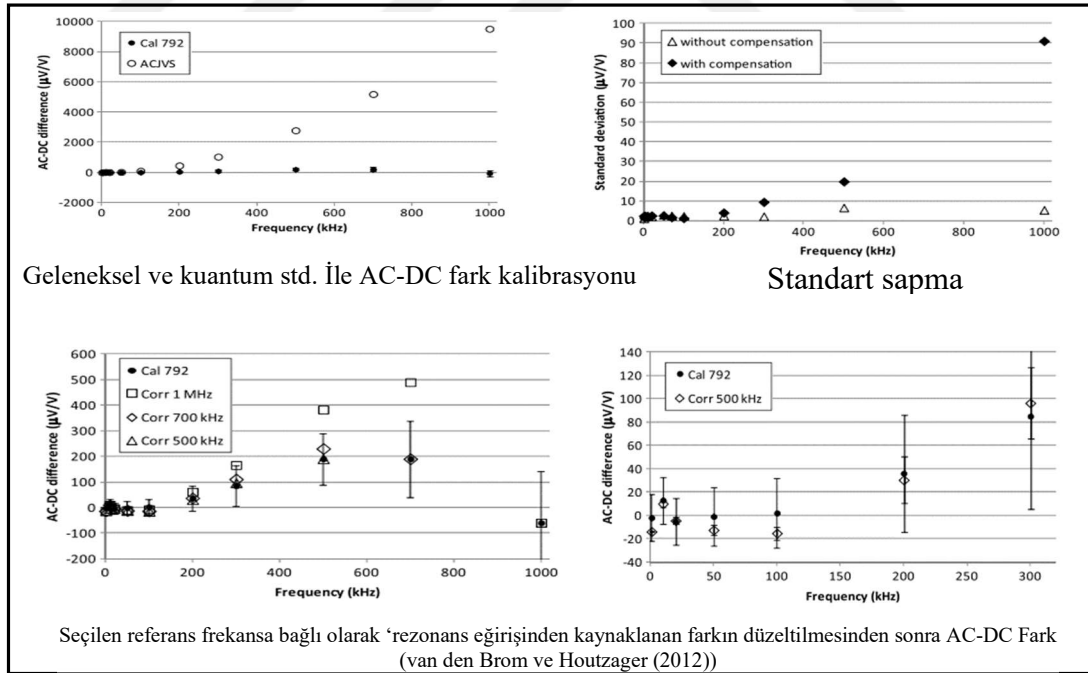 10000
8000
6000
4000
2000
0
-2000
AC-DC difference (µV/V)
Cal 792
ACJVS
0 200 400 600 800 1000
Frequency (kHz)
100
90
80
70
60
50
40
30
20
10
0
Standard deviation (µV/V)
without compensation
with compensation
0 200 400 600 800 1000
Frequency (kHz)
Geleneksel ve kuantum std. İle AC-DC fark kalibrasyonu
Standart sapma
600
500
400
300
200
100
0
-100
-200
AC-DC difference (µV/V)
Cal 792
Corr 1 MHz
Corr 700 kHz
Corr 500 kHz
0 200 400 600 800 1000
Frequency (kHz)
140
120
100
80
60
40
20
0
-20
-40
AC-DC difference (µV/V)
Cal 792
Corr 500 kHz
0 50 100 150 200 250 300
Frequency (kHz)
Seçilen referans frekansa bağlı olarak ‘rezonans eğirişinden kaynaklanan farkın düzeltilmesinden sonra AC-DC Fark
(van den Brom ve Houtzager (2012))